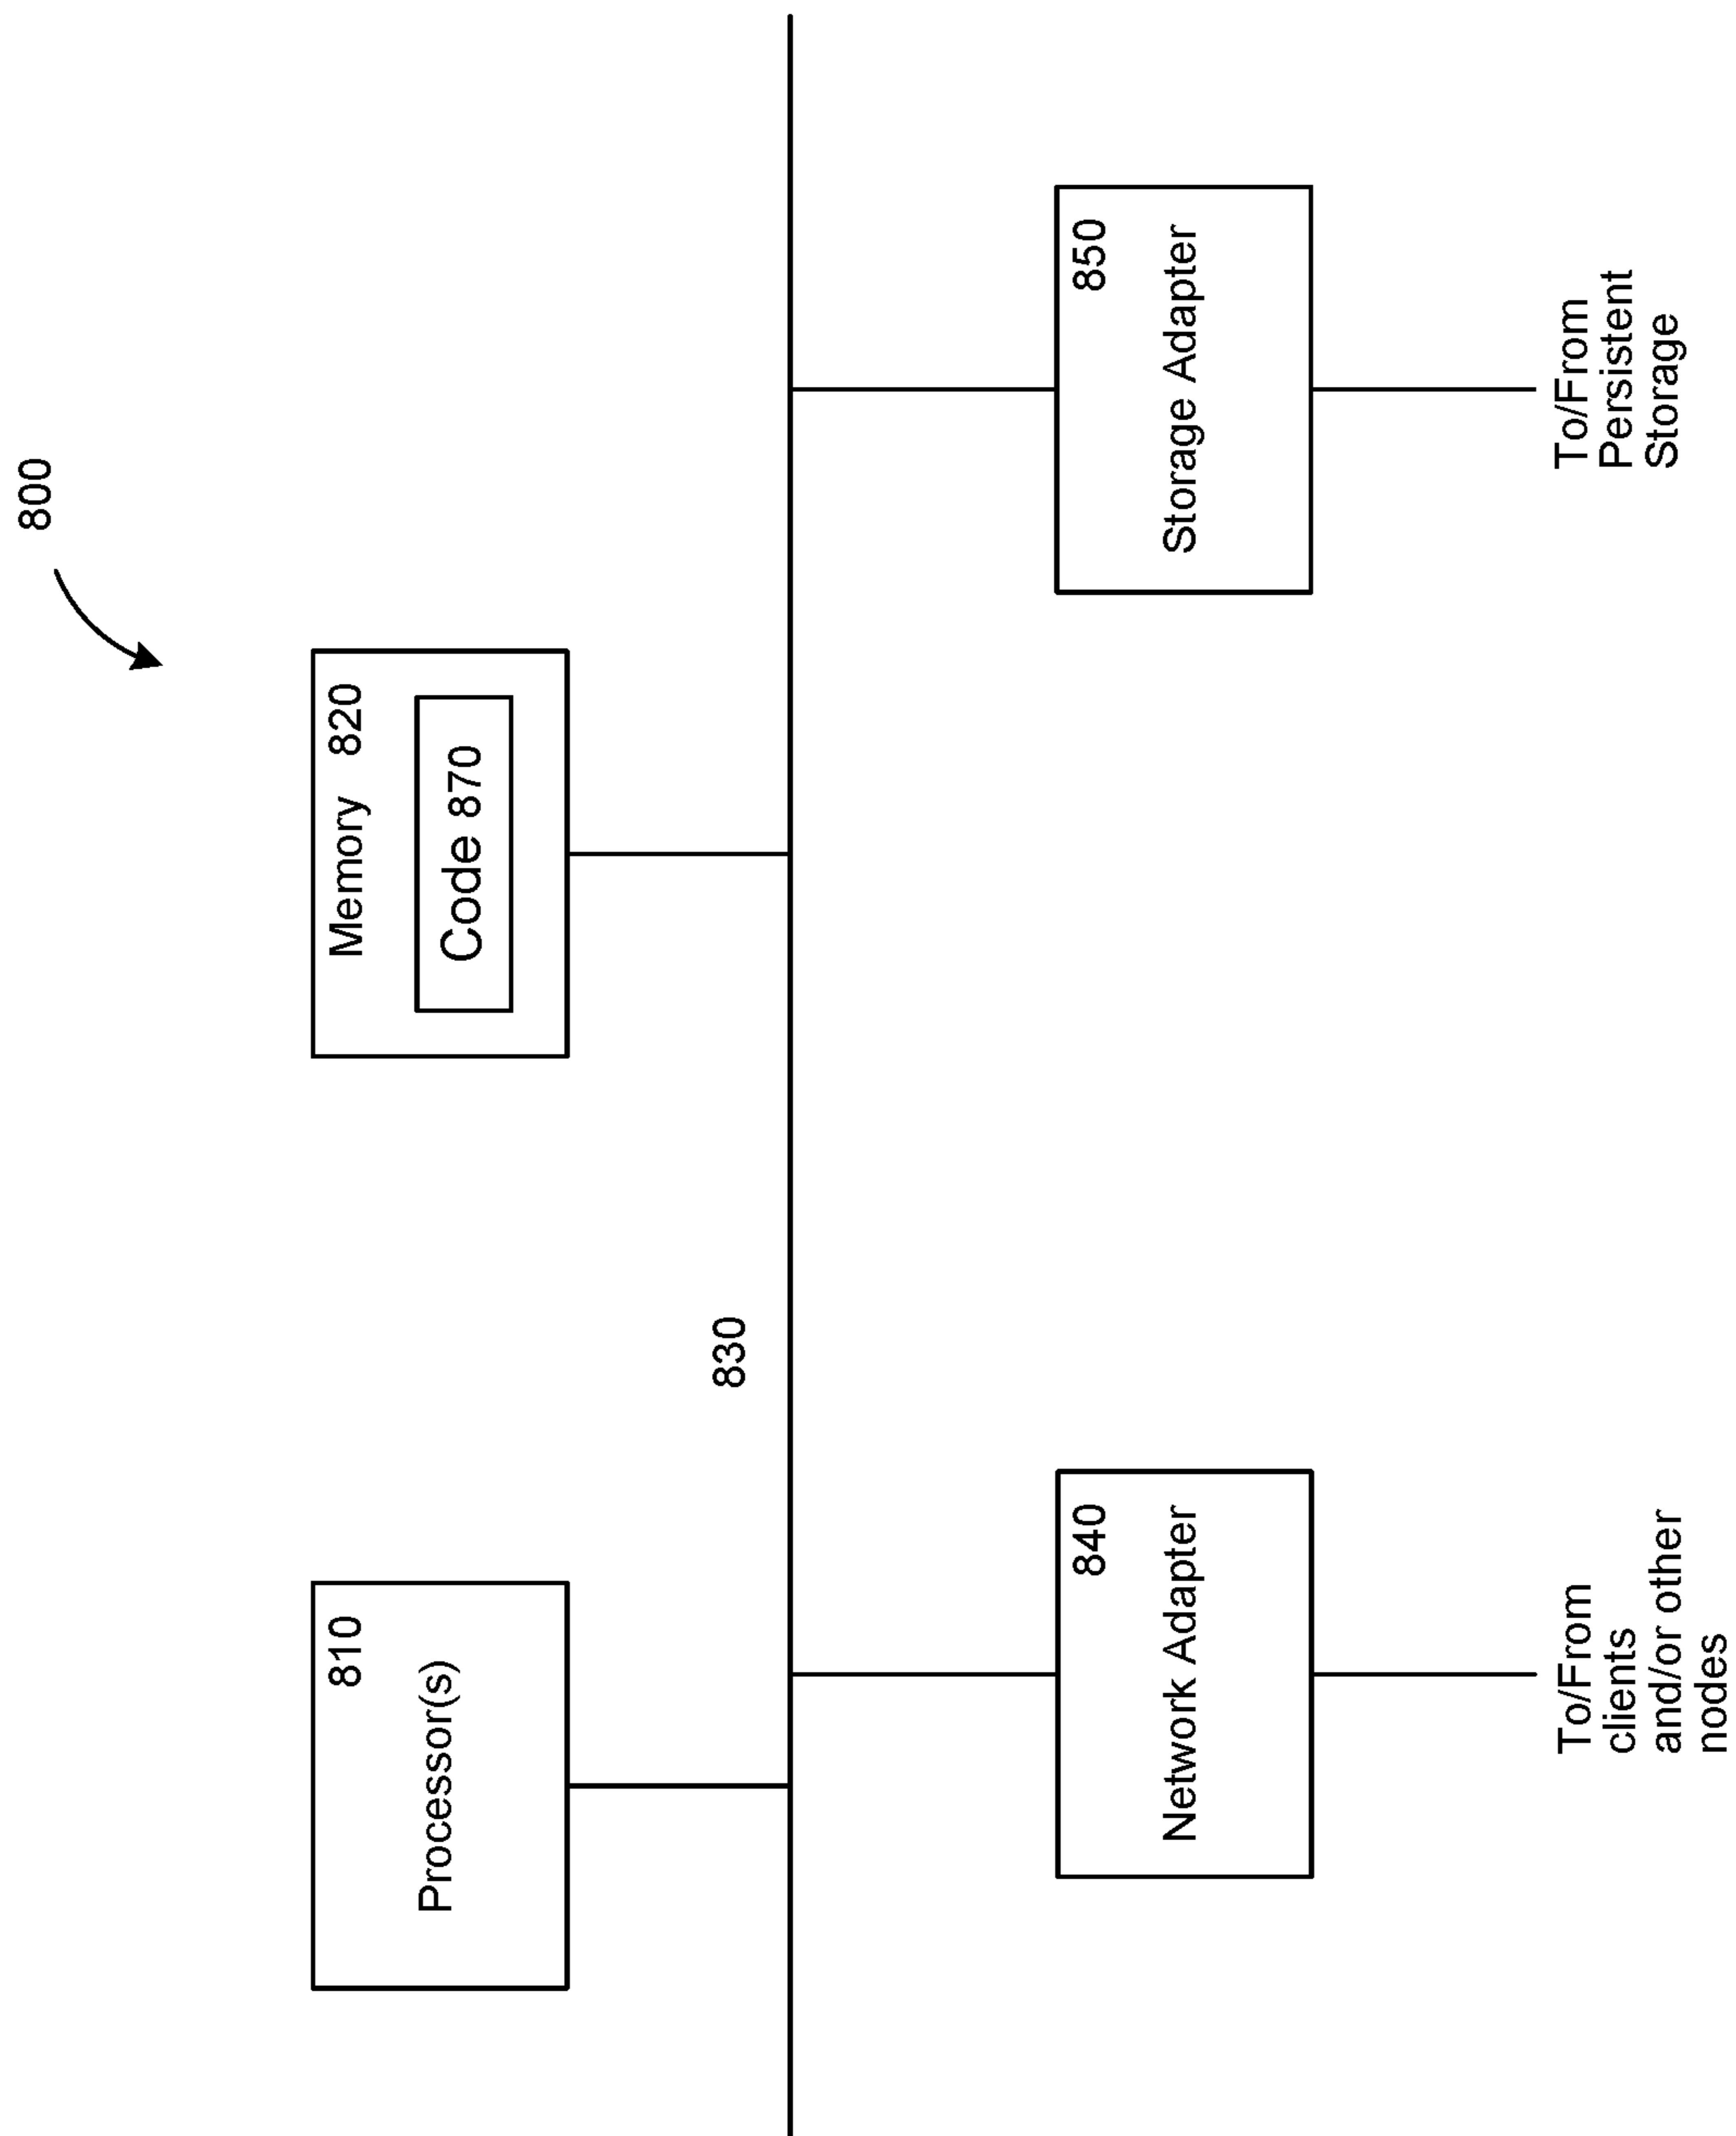 800
810
Processor(s)
Memory 820
Code 870
830
840
Network Adapter
850
Storage Adapter
To/From
clients
and/or other
nodes
To/From
Persistent
Storage